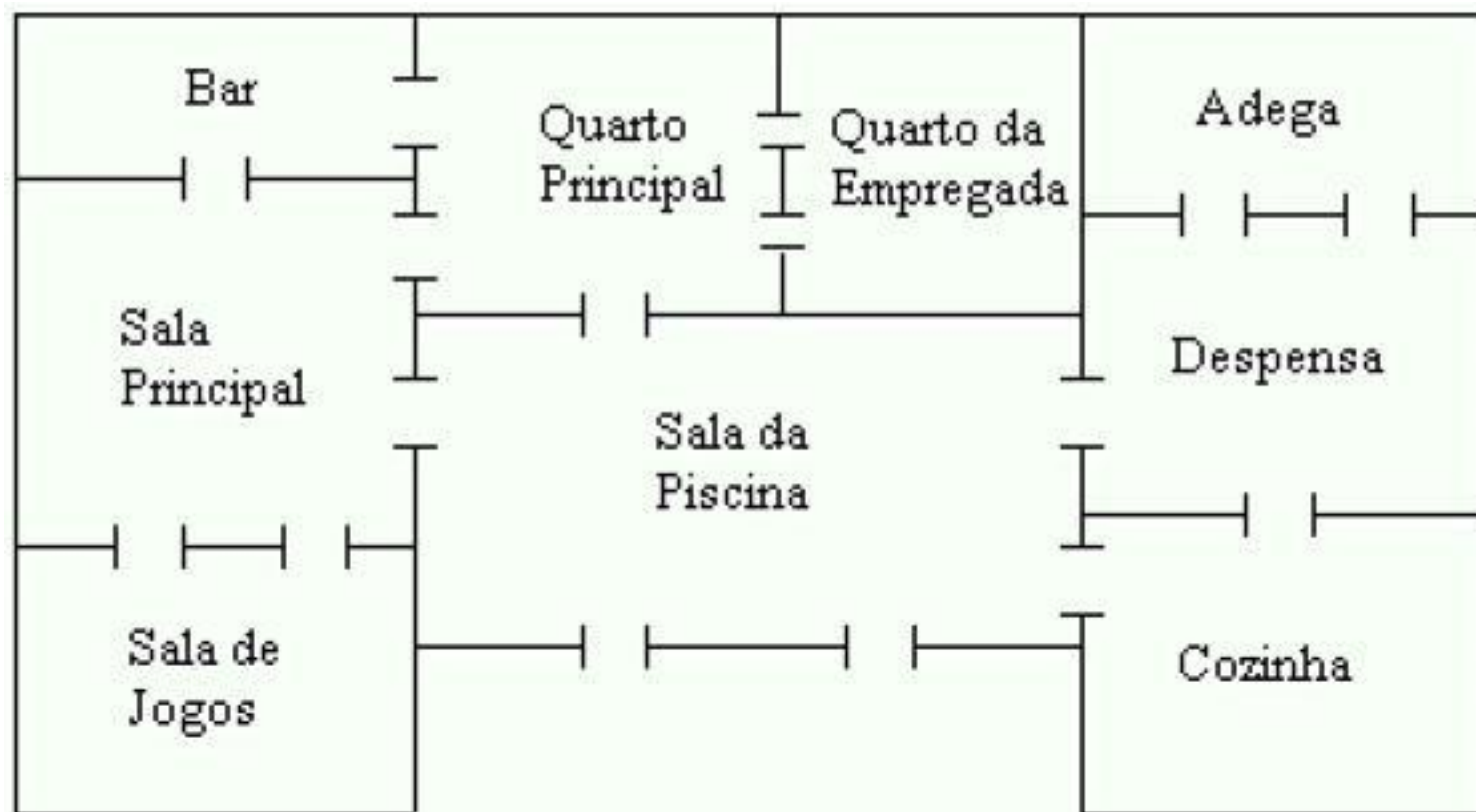 Bar
Quarto
Principal
Quarto da
Empregada
Adega
Sala
Principal
Despensa
Sala da
Piscina
Sala de
Jogos
Cozinha